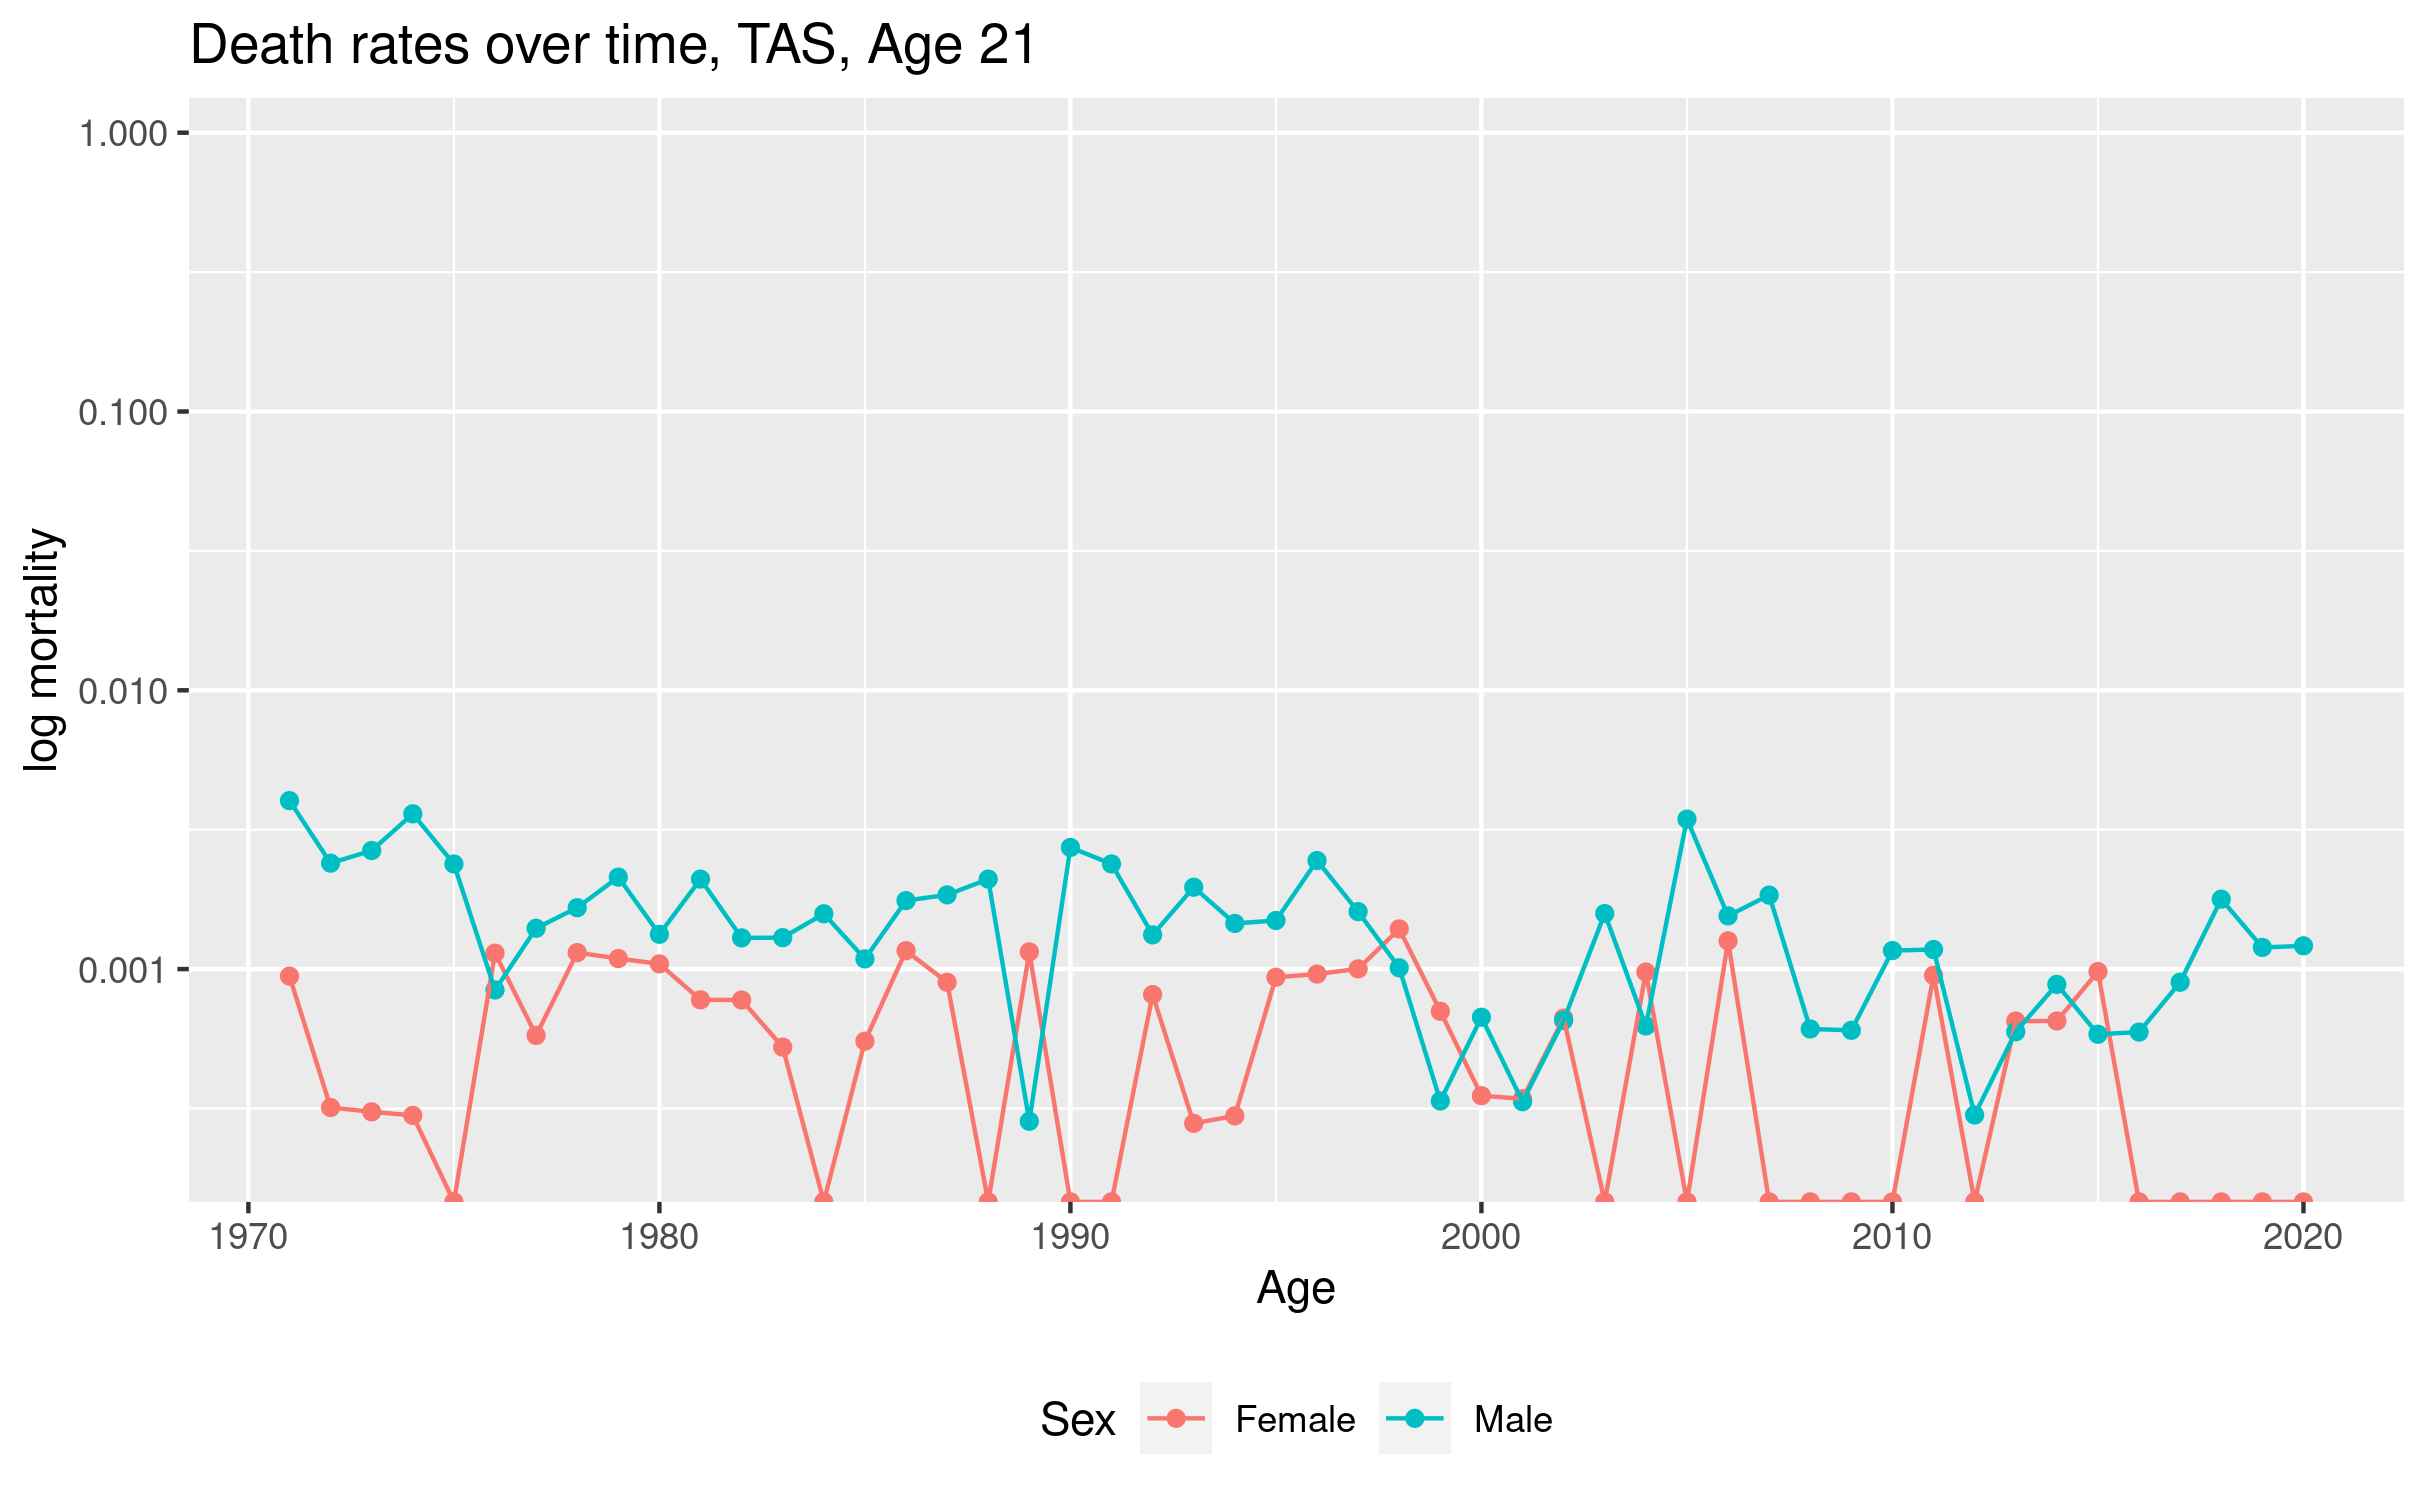 Death rates over time, TAS, Age 21
log mortality
1.000
0.100
0.010
0.001
1970 1980 1990 2000 2010 2020
Age
Sex Female Male